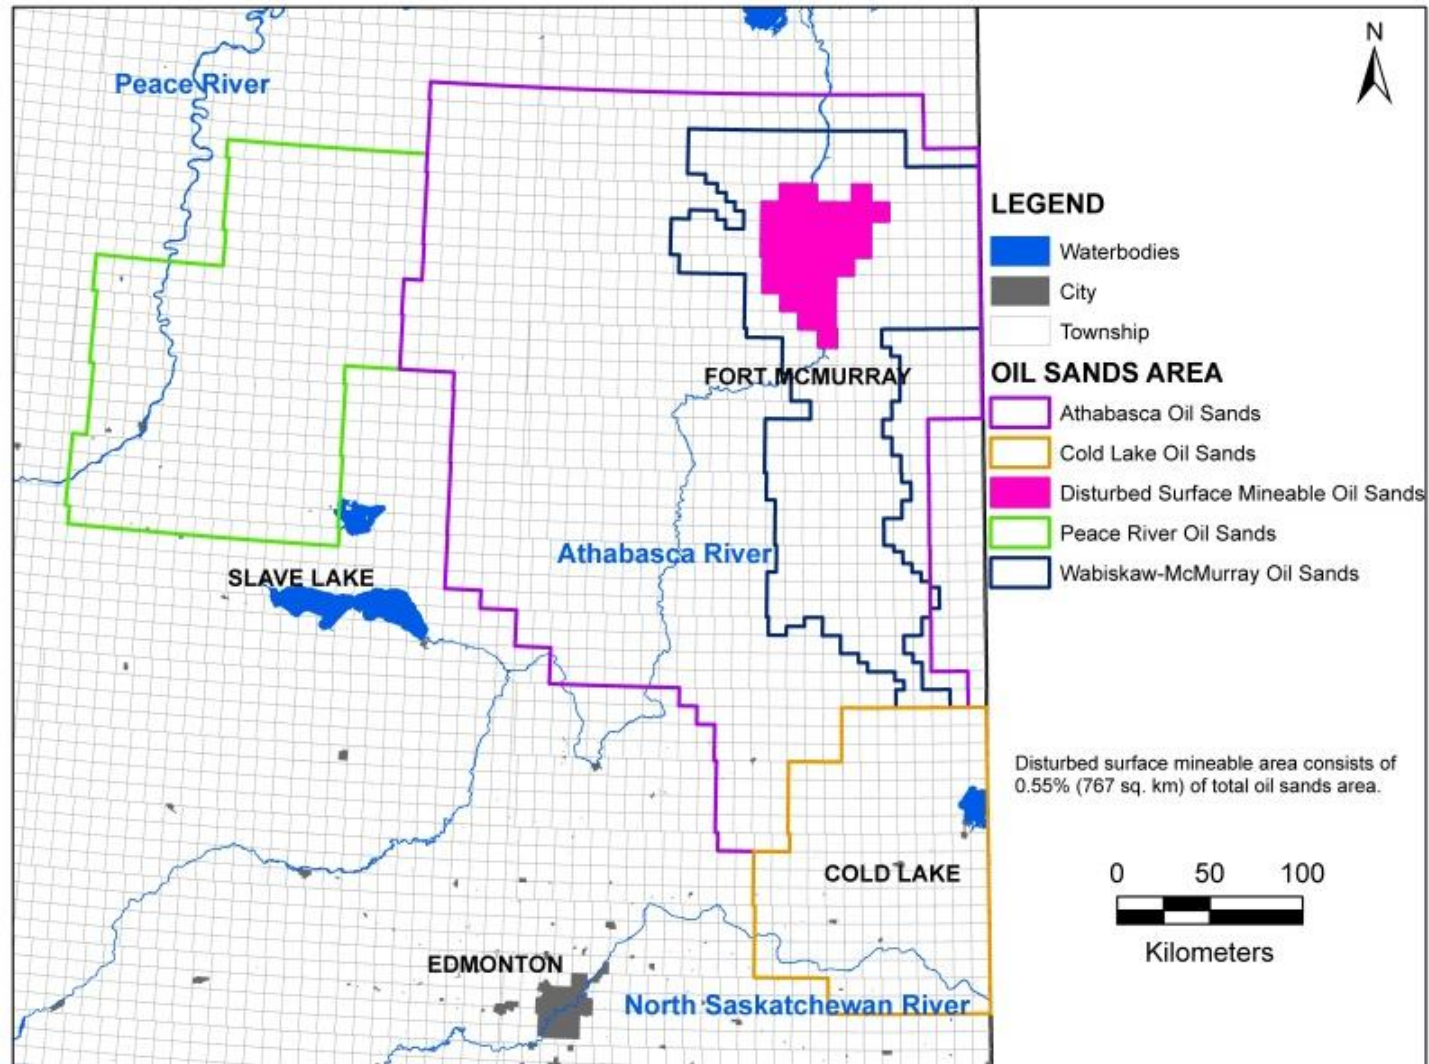 N
Peace River
LEGEND
Waterbodies
City
Township
FORT MCMURRAY
OIL SANDS AREA
Athabasca Oil Sands
Cold Lake Oil Sands
Disturbed Surface Mineable Oil Sands
Peace River Oil Sands
Wabiskaw-McMurray Oil Sands
Athabasca River
SLAVE LAKE
Disturbed surface mineable area consists of
0.55% (767 sq. km) of total oil sands area.
COLD LAKE
0 50 100
Kilometers
EDMONTON
North Saskatchewan River